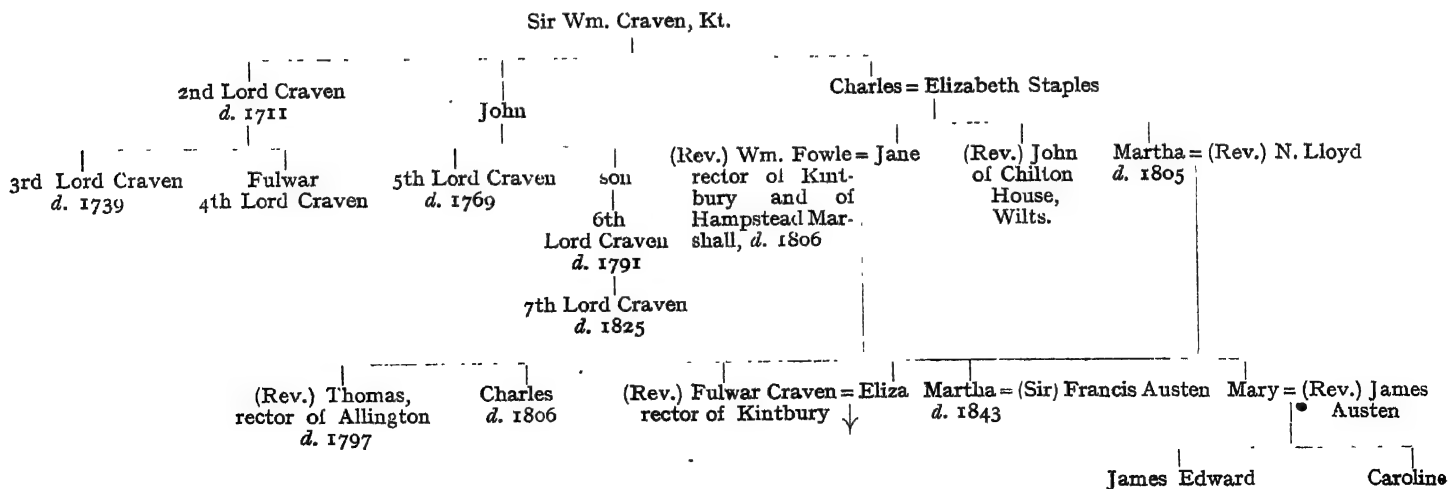 Sir Wm. Craven, Kt.
2nd Lord Craven
d. 1711
John
Charles = Elizabeth Staples
3rd Lord Craven
d. 1739
Fulwar
4th Lord Craven
5th Lord Craven
d. 1769
son
6th
Lord Craven
d. 1791
7th Lord Craven
d. 1825
(Rev.) Wm. Fowle = Jane
rector of Kint-
bury and of
Hampstead Mar-
shall, d. 1806
(Rev.) John
of Chilton
House,
Wilts.
Martha = (Rev.) N. Lloyd
d. 1805
(Rev.) Thomas,
rector of Allington
d. 1797
Charles
d. 1806
(Rev.) Fulwar Craven = Eliza
rector of Kintbury
Martha = (Sir) Francis Austen
d. 1843
Mary = (Rev.) James
Austen
James Edward
Caroline